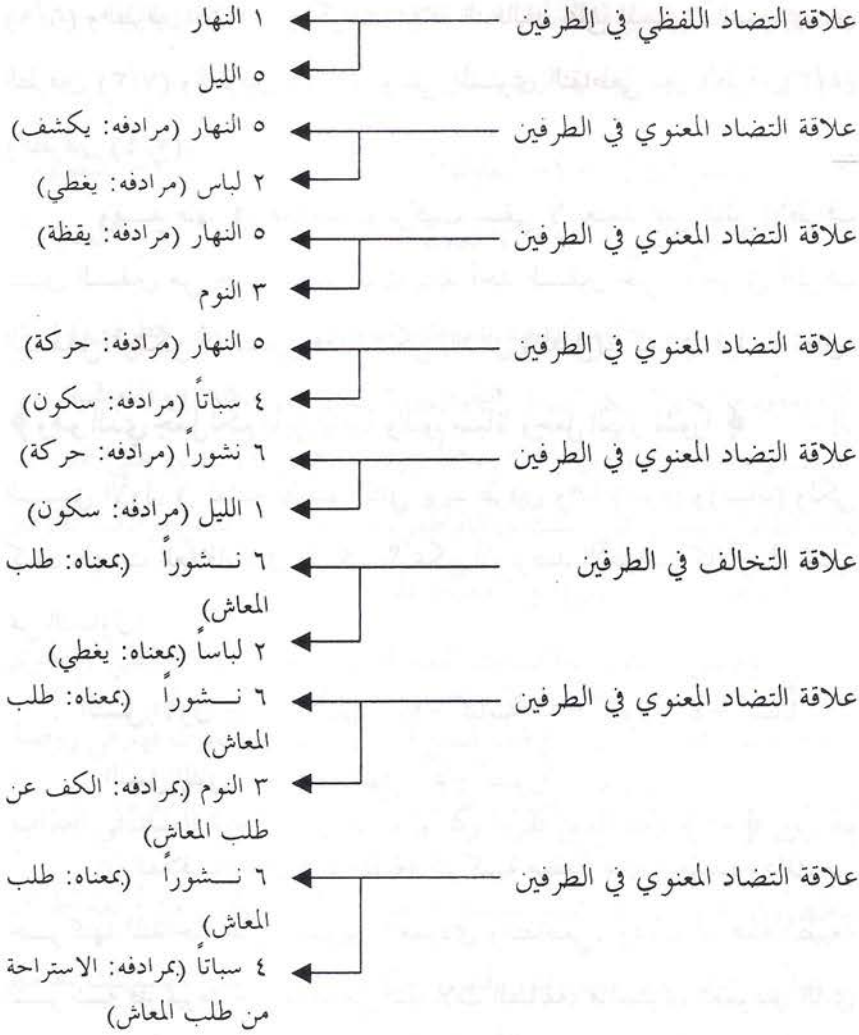 علاقة التضاد اللفظي في الطرفين ١ النهار
٥ الليل
علاقة التضاد المعنوي في الطرفين ٥ النهار (مرادفه: يكشف)
٢ لباس (مرادفه: يغطي)
علاقة التضاد المعنوي في الطرفين ٥ النهار (مرادفه: يقظة)
٣ النوم
علاقة التضاد المعنوي في الطرفين ٥ النهار (مرادفه: حركة)
٤ سباتاً (مرادفه: سكون)
علاقة التضاد المعنوي في الطرفين ٦ نشوراً (مرادفه: حركة)
١ الليل (مرادفه: سكون)
علاقة التخالف في الطرفين ٦ نــشوراً (بمعناه: طلب
المعاش)
٢ لباساً (بمعناه: يغطي)
علاقة التضاد المعنوي في الطرفين ٦ نــشوراً (بمعناه: طلب
المعاش)
٣ النوم (بمرادفه: الكف عن
طلب المعاش)
علاقة التضاد المعنوي في الطرفين ٦ نــشوراً (بمعناه: طلب
المعاش)
٤ سباتاً (بمرادفه: الاستراحة
من طلب المعاش)